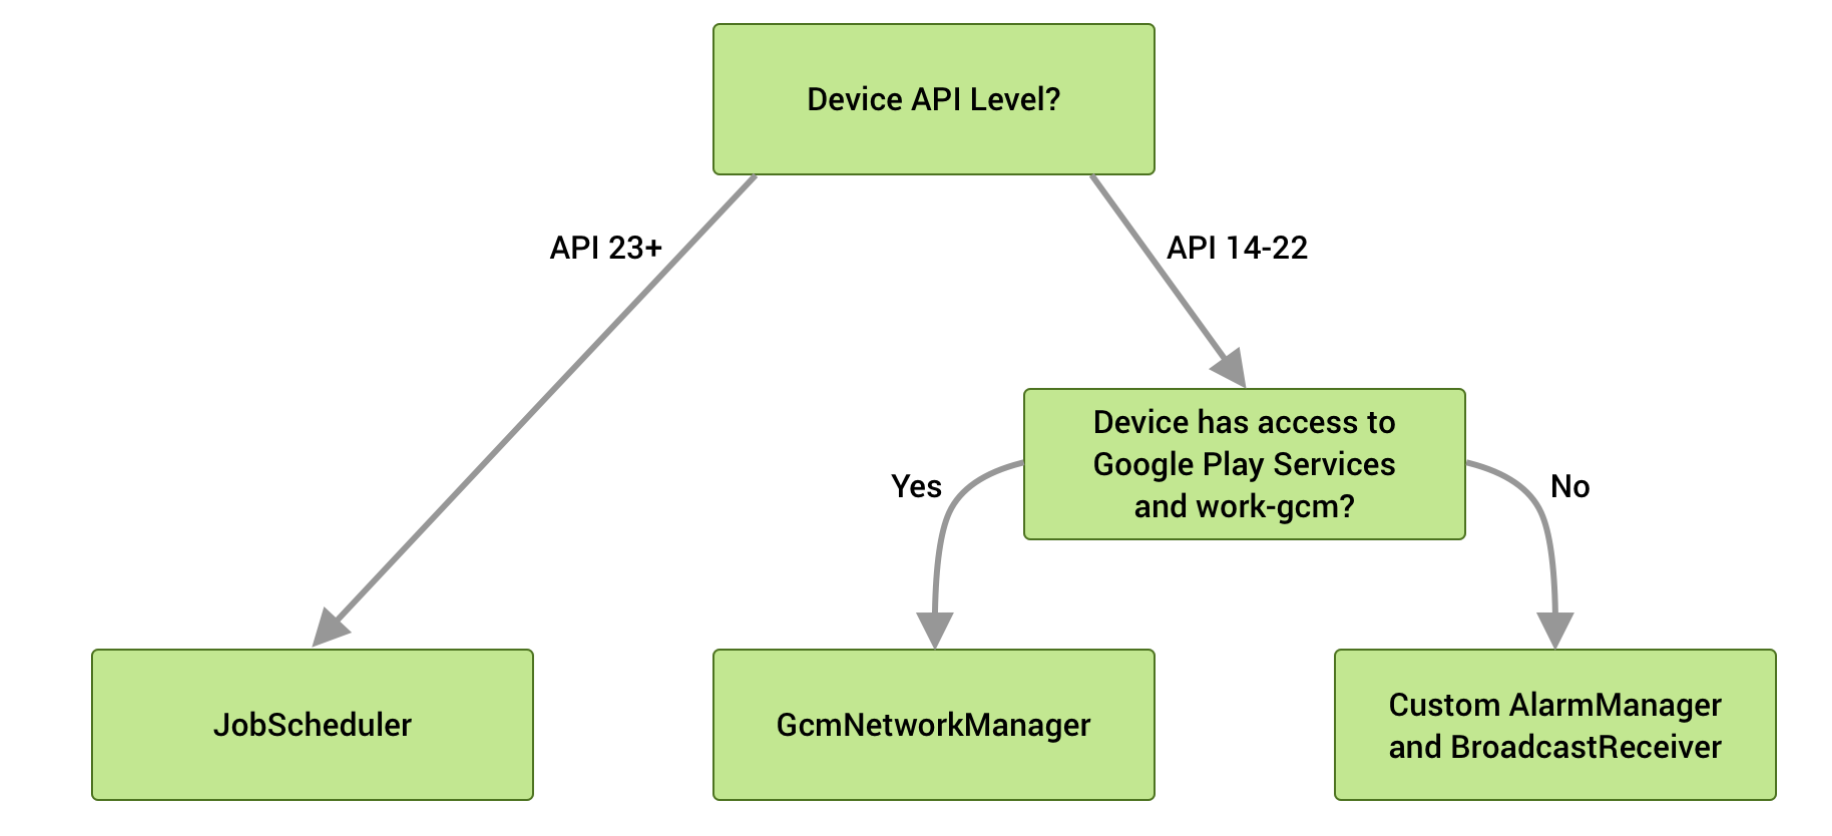 Device API Level?
API 23+
API 14-22
Device has access to
Google Play Services
and work-gcm?
Yes
No
JobScheduler
GcmNetworkManager
Custom AlarmManager
and BroadcastReceiver